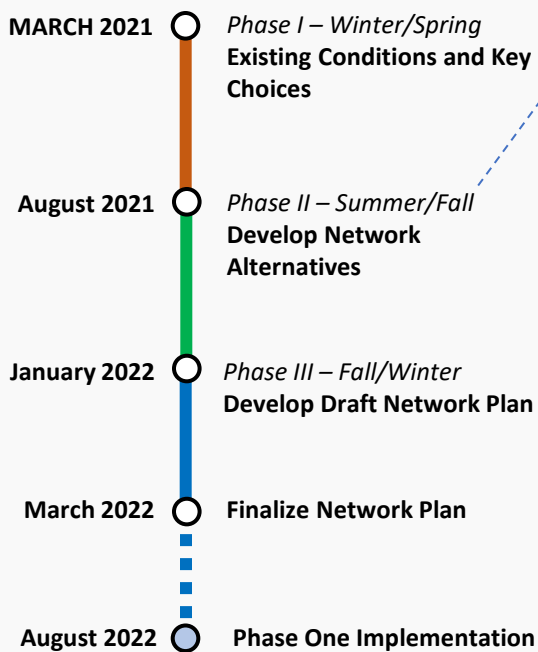 MARCH 2021
Phase I – Winter/Spring
Existing Conditions and Key
Choices
August 2021
Phase II – Summer/Fall
Develop Network
Alternatives
January 2022
Phase III – Fall/Winter
Develop Draft Network Plan
March 2022
Finalize Network Plan
August 2022
Phase One Implementation